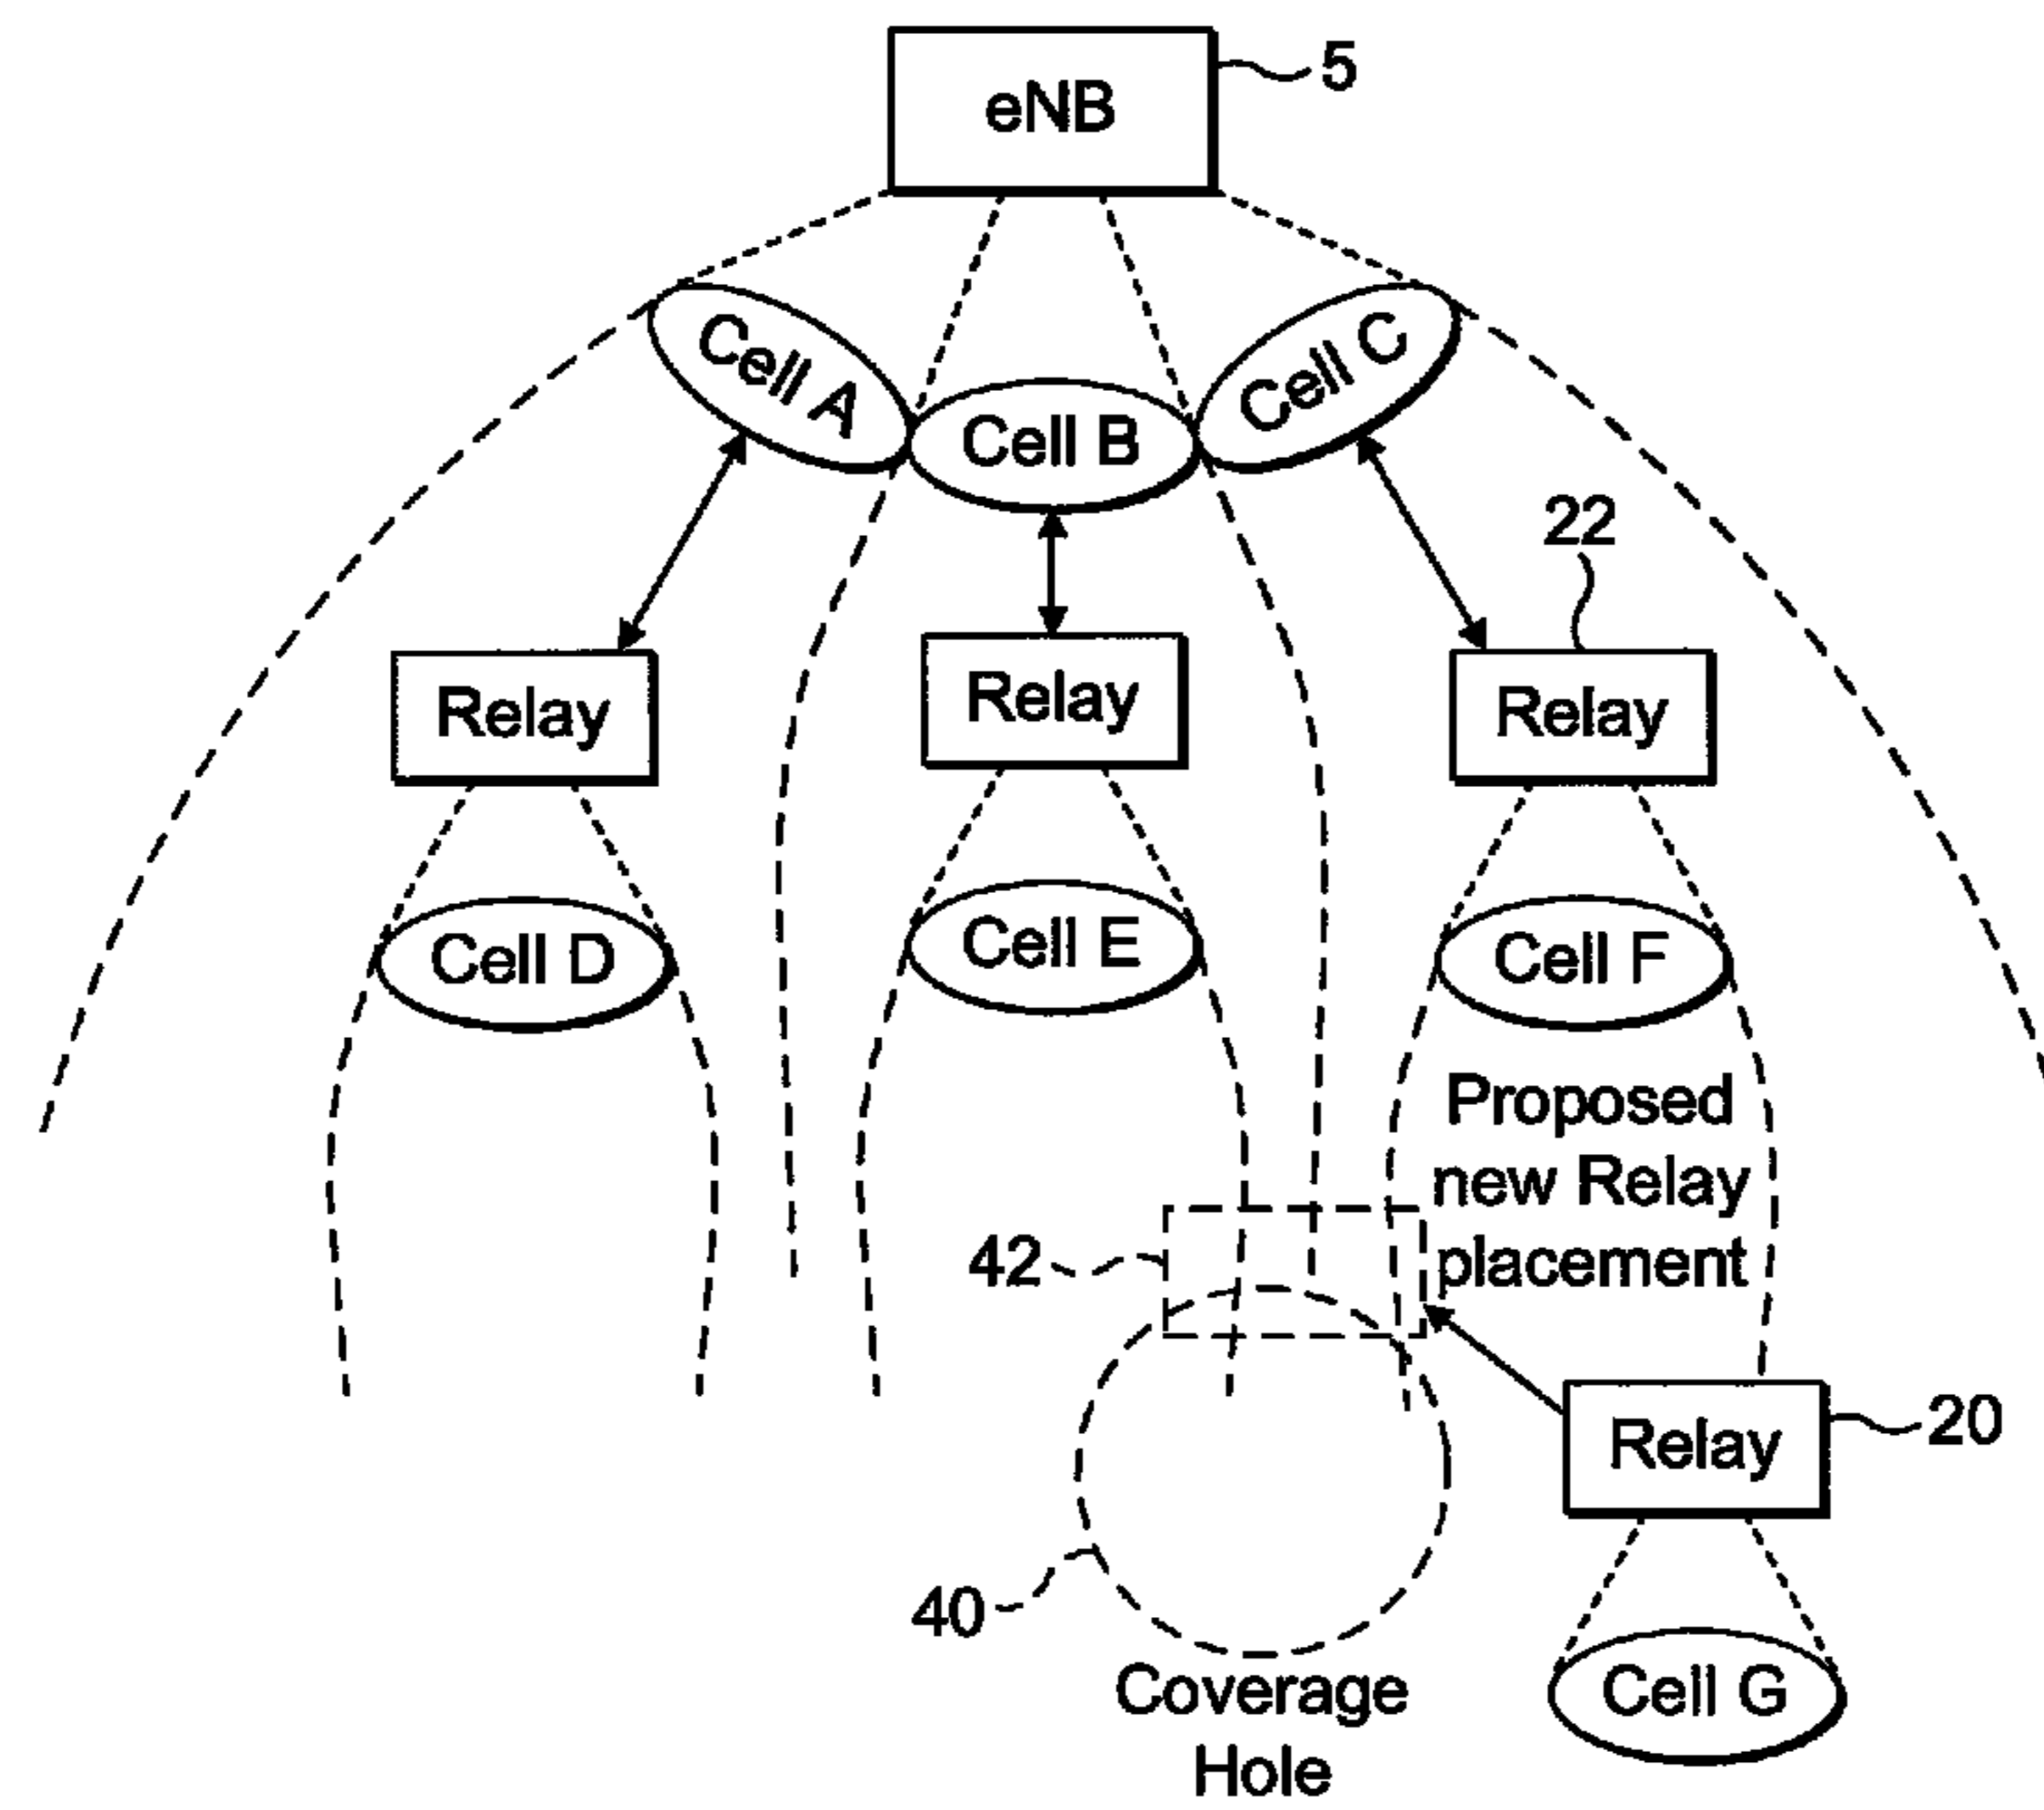 eNB
5
Cell A
Cell B
Cell C
22
Relay
Relay
Relay
Cell D
Cell E
Cell F
Proposed
new Relay
placement
42
Relay
20
40
Coverage
Hole
Cell G